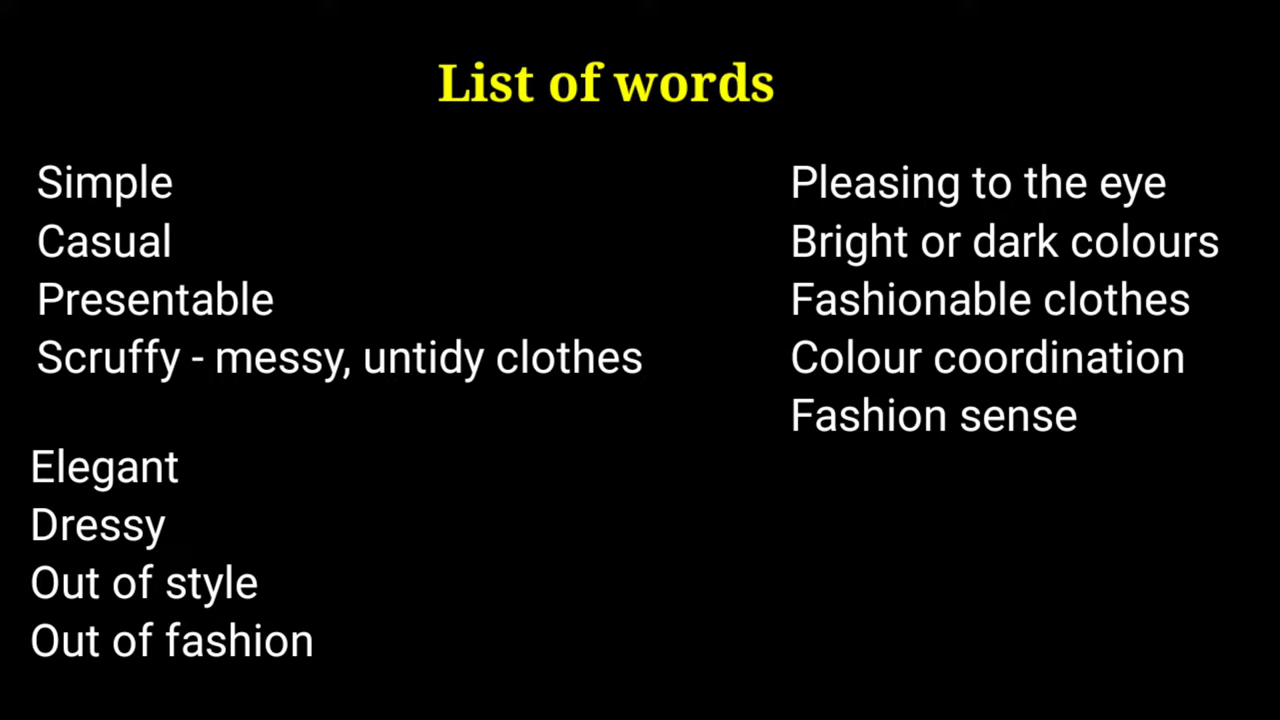 List of words
Simple
Casual
Presentable
Scruffy - messy, untidy clothes
Elegant
Dressy
Out of style
Out of fashion
Pleasing to the eye
Bright or dark colours
Fashionable clothes
Colour coordination
Fashion sense